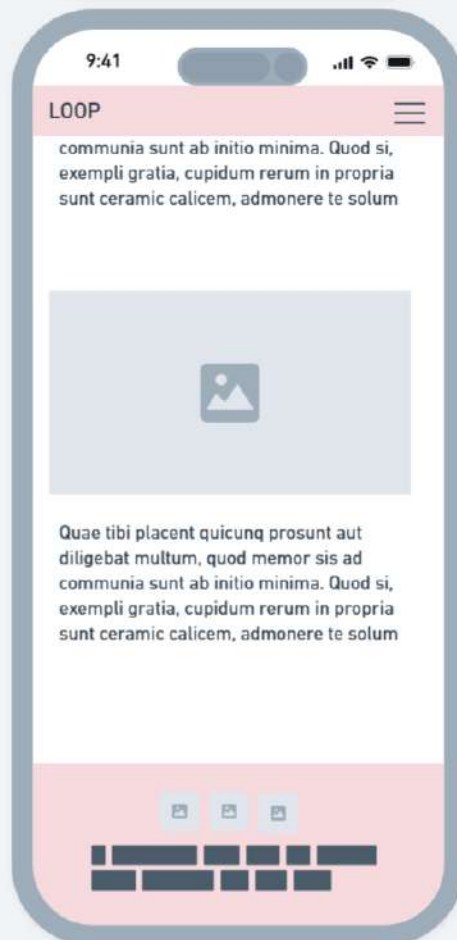 9:41
LOOP
communia sunt ab initio minima. Quod si,
exempli gratia, cupidum rerum in propria
sunt ceramic calicem, admonere te solum
Quae tibi placent quicunq prosunt aut
diligebat multum, quod memor sis ad
communia sunt ab initio minima. Quod si,
exempli gratia, cupidum rerum in propria
sunt ceramic calicem, admonere te solum